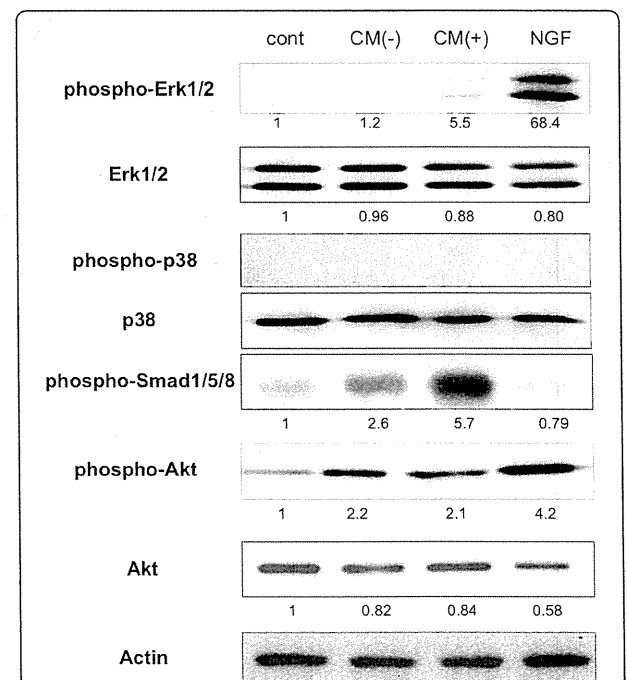 cont CM(-) CM(+) NGF
phospho-Erk1/2
1 1.2 5.5 68.4
Erk1/2
1 0.96 0.88 0.80
phospho-p38
p38
phospho-Smad1/5/8
1 2.6 5.7 0.79
phospho-Akt
1 2.2 2.1 4.2
Akt
1 0.82 0.84 0.58
Actin